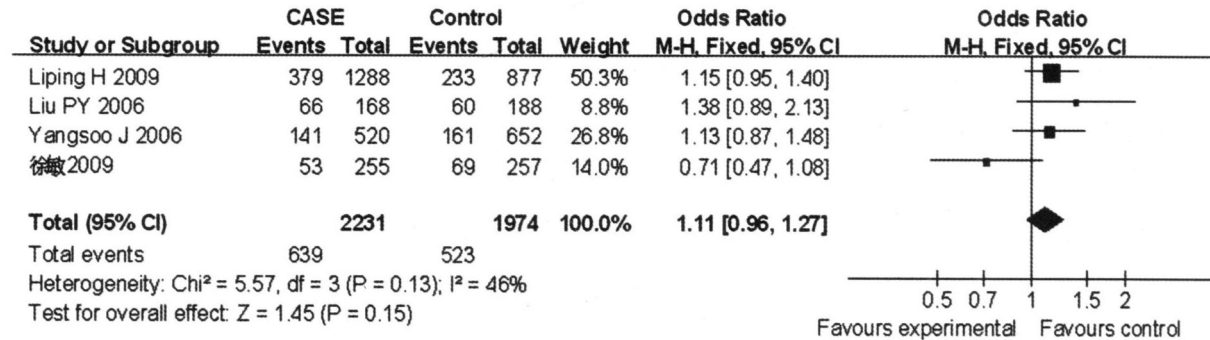 CASE Control Odds Ratio Odds Ratio
Study or Subgroup Events Total Events Total Weight M-H, Fixed, 95% CI M-H, Fixed, 95% CI
Liping H 2009 379 1288 233 877 50.3% 1.15 [0.95, 1.40]
Liu PY 2006 66 168 60 188 8.8% 1.38 [0.89, 2.13]
Yangsoo J 2006 141 520 161 652 26.8% 1.13 [0.87, 1.48]
徐敏2009 53 255 69 257 14.0% 0.71 [0.47, 1.08]
Total (95% CI) 2231 1974 100.0% 1.11 [0.96, 1.27]
Total events 639 523
Heterogeneity: Chi² = 5.57, df = 3 (P = 0.13); I² = 46%
Test for overall effect: Z = 1.45 (P = 0.15)
0.5 0.7 1 1.5 2
Favours experimental Favours control